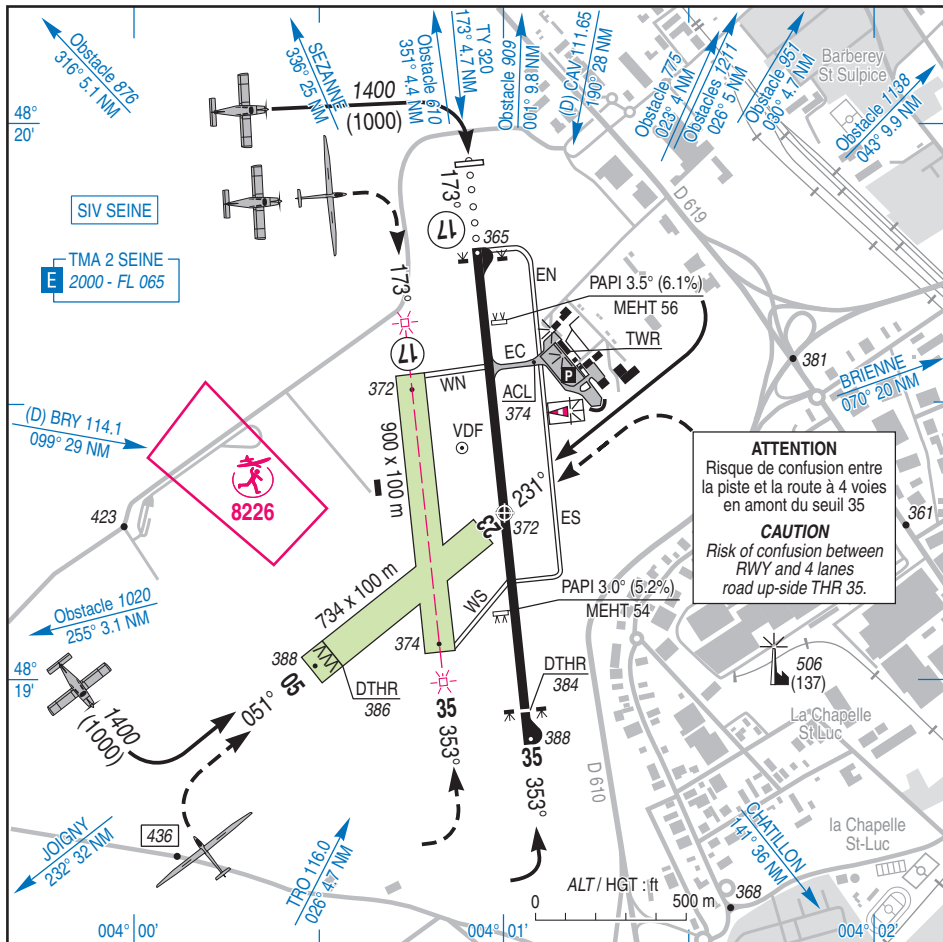 Obstacle 876
316° 5.1 NM
SEZANNE
336° 25 NM
1400
(1000)
Obstacle 610
351° 4.4 NM
TY 320
173° 4.7 NM
Obstacle 909
001° 9.8 NM
(D) CAV 111.65
190° 28 NM
Obstacle 775
023° 4 NM
Obstacles 1211
026° 5 NM
Obstacle 951
030° 4.7 NM
Obstacle 1138
043° 9.9 NM
Barberey
St Sulpice
48°
20'
SIV SEINE
TMA 2 SEINE
E
2000 - FL 065
173°
17
365
D 619
173°
17
EN
PAPI 3.5° (6.1%)
MEHT 56
TWR
EC
P
ACL
374
WN
372
381
BRIENNE
070° 20 NM
(D) BRY 114.1
099° 29 NM
8226
900 x 100 m
VDF
231°
23
372
ES
ATTENTION
Risque de confusion entre
la piste et la route à 4 voies
en amont du seuil 35
CAUTION
Risk of confusion between
RWY and 4 lanes
road up-side THR 35.
361
423
734 x 100 m
WS
PAPI 3.0° (5.2%)
MEHT 54
Obstacle 1020
255° 3.1 NM
48°
19'
374
388
05
051°
DTHR
386
DTHR
384
388
35
353°
35
353°
506
(137)
La Chapelle
St Luc
1400
(1000)
D 610
436
JOIGNY
232° 32 NM
TRO 116.0
026° 4.7 NM
CHATILLON
141° 36 NM
la Chapelle
St-Luc
368
ALT / HGT : ft
0
500 m
004° 00'
004° 01'
004° 02'